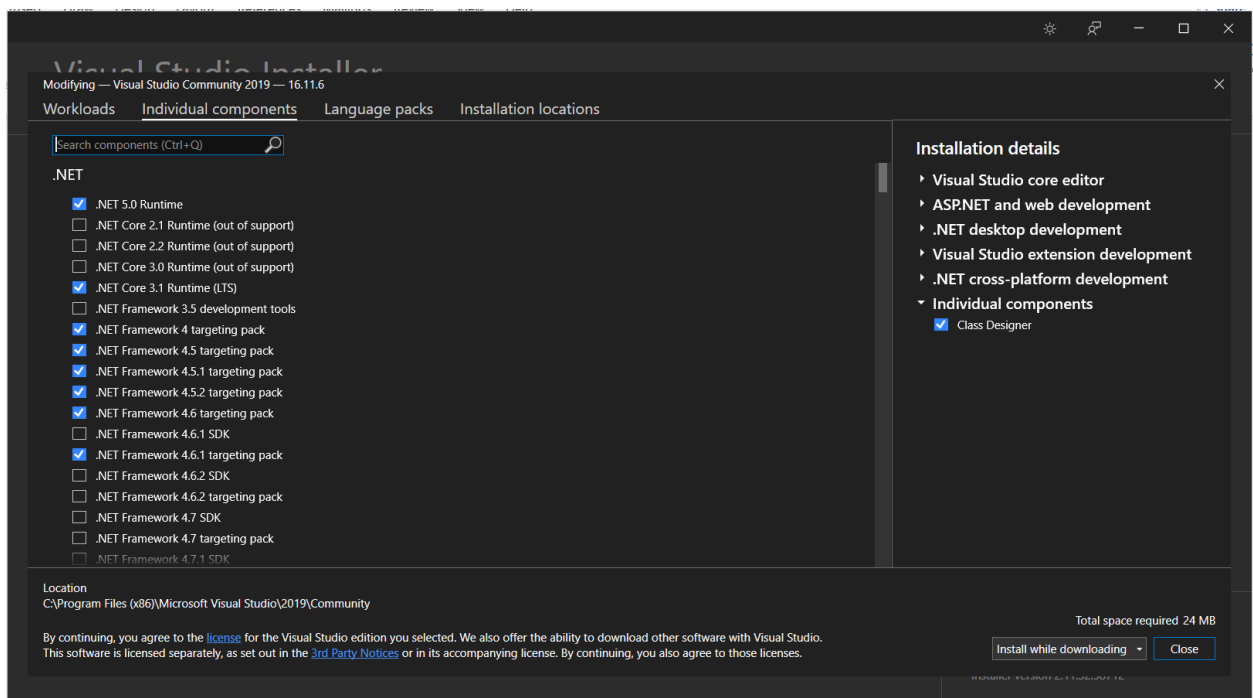 Visual Studio Installer
Modifying — Visual Studio Community 2019 — 16.11.6
Workloads Individual components Language packs Installation locations
Search components (Ctrl+Q)
.NET
.NET 5.0 Runtime
.NET Core 2.1 Runtime (out of support)
.NET Core 2.2 Runtime (out of support)
.NET Core 3.0 Runtime (out of support)
.NET Core 3.1 Runtime (LTS)
.NET Framework 3.5 development tools
.NET Framework 4 targeting pack
.NET Framework 4.5 targeting pack
.NET Framework 4.5.1 targeting pack
.NET Framework 4.5.2 targeting pack
.NET Framework 4.6 targeting pack
.NET Framework 4.6.1 SDK
.NET Framework 4.6.1 targeting pack
.NET Framework 4.6.2 SDK
.NET Framework 4.6.2 targeting pack
.NET Framework 4.7 SDK
.NET Framework 4.7 targeting pack
.NET Framework 4.7.1 SDK
Installation details
Visual Studio core editor
ASP.NET and web development
.NET desktop development
Visual Studio extension development
.NET cross-platform development
Individual components
Class Designer
Location
C:\Program Files (x86)\Microsoft Visual Studio\2019\Community
By continuing, you agree to the license for the Visual Studio edition you selected. We also offer the ability to download other software with Visual Studio.
This software is licensed separately, as set out in the 3rd Party Notices or in its accompanying license. By continuing, you also agree to those licenses.
Total space required 24 MB
Install while downloading Close